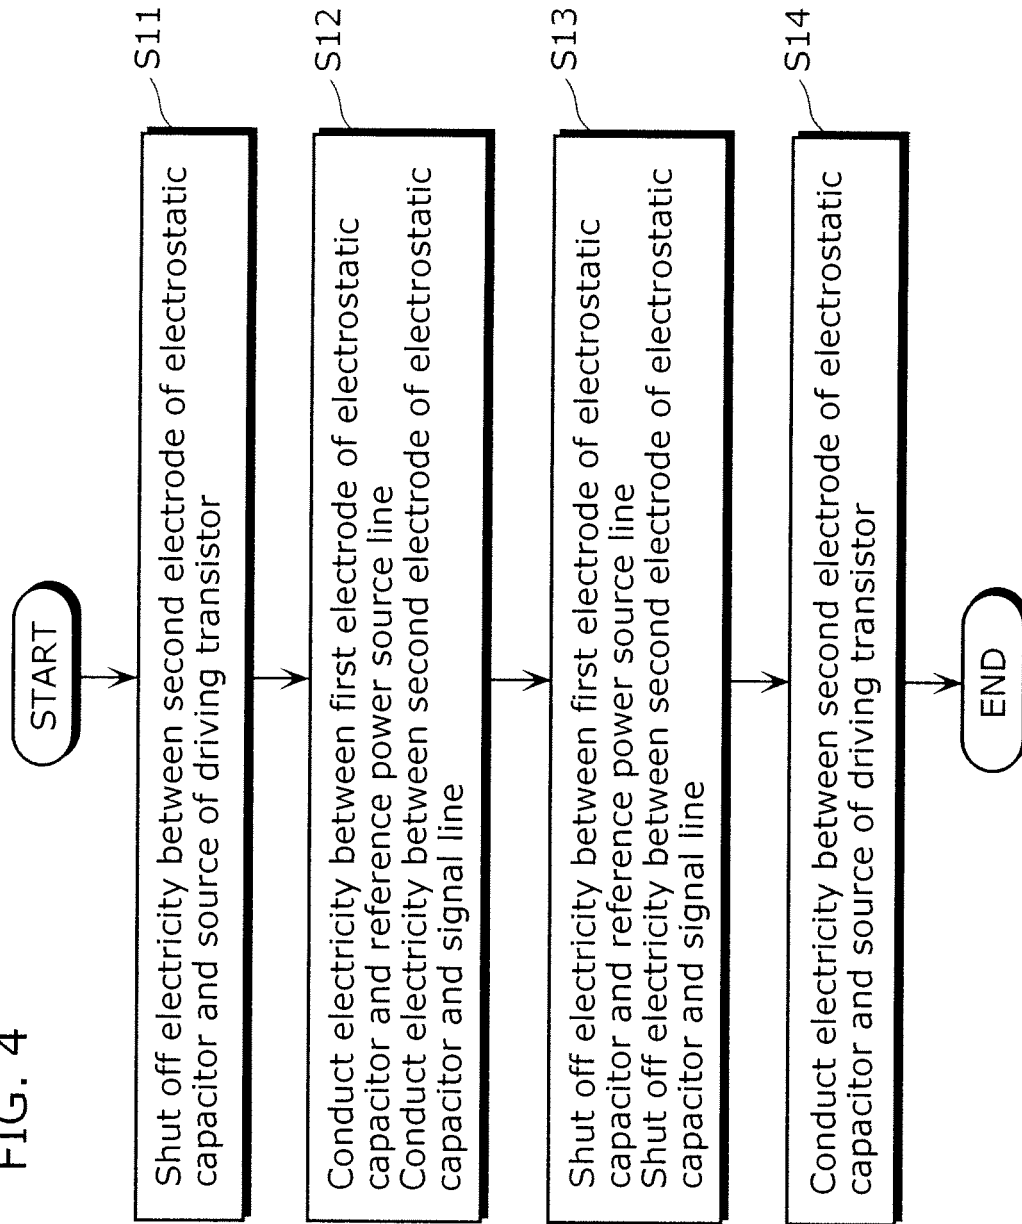 FIG. 4
START
S11
Shut off electricity between second electrode of electrostatic
capacitor and source of driving transistor
S12
Conduct electricity between first electrode of electrostatic
capacitor and reference power source line
Conduct electricity between second electrode of electrostatic
capacitor and signal line
S13
Shut off electricity between first electrode of electrostatic
capacitor and reference power source line
Shut off electricity between second electrode of electrostatic
capacitor and signal line
S14
Conduct electricity between second electrode of electrostatic
capacitor and source of driving transistor
END